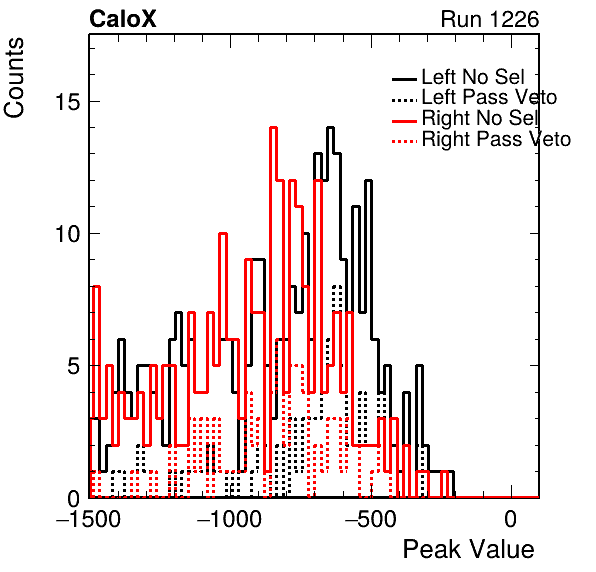 CaloX Run 1226
Counts
Left No Sel
Left Pass Veto
Right No Sel
Right Pass Veto
15
10
5
0
−1500 −1000 −500 0
Peak Value